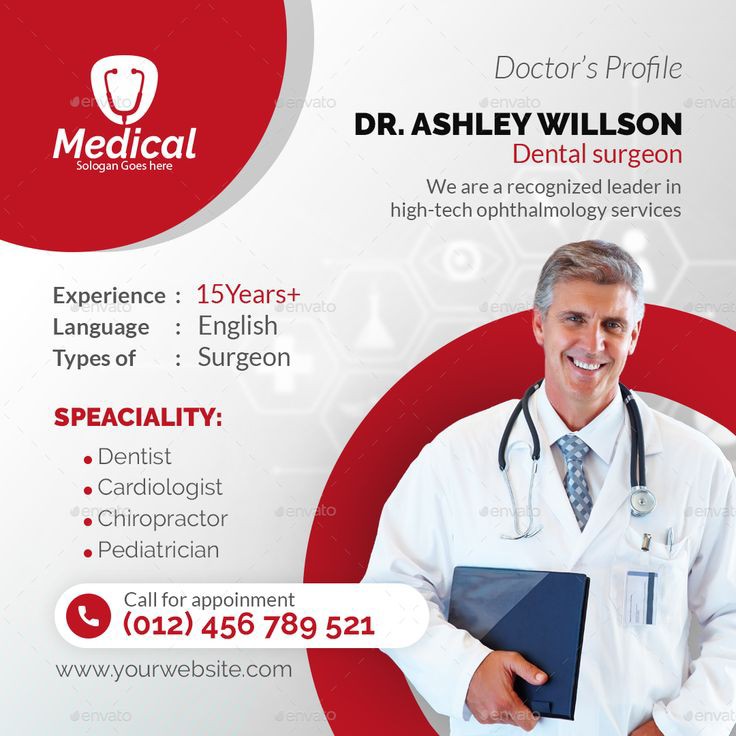 Medical
Sologan Goes here
Doctor's Profile
DR. ASHLEY WILLSON
Dental surgeon
We are a recognized leader in
high-tech ophthalmology services
Experience : 15Years+
Language : English
Types of : Surgeon
SPEACIALITY:
Dentist
Cardiologist
Chiropractor
Pediatrician
Call for appoinment
(012) 456 789 521
www.yourwebsite.com
envato